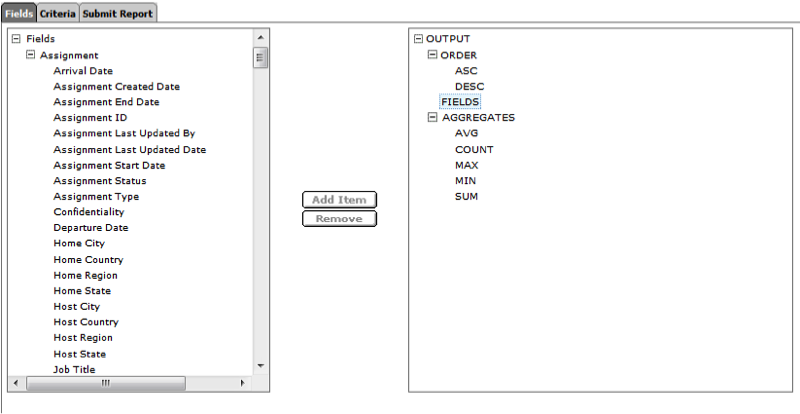 Fields Criteria Submit Report
Fields
Assignment
Arrival Date
Assignment Created Date
Assignment End Date
Assignment ID
Assignment Last Updated By
Assignment Last Updated Date
Assignment Start Date
Assignment Status
Assignment Type
Confidentiality
Departure Date
Home City
Home Country
Home Region
Home State
Host City
Host Country
Host Region
Host State
Job Title
Add Item
Remove
OUTPUT
ORDER
ASC
DESC
FIELDS
AGGREGATES
AVG
COUNT
MAX
MIN
SUM